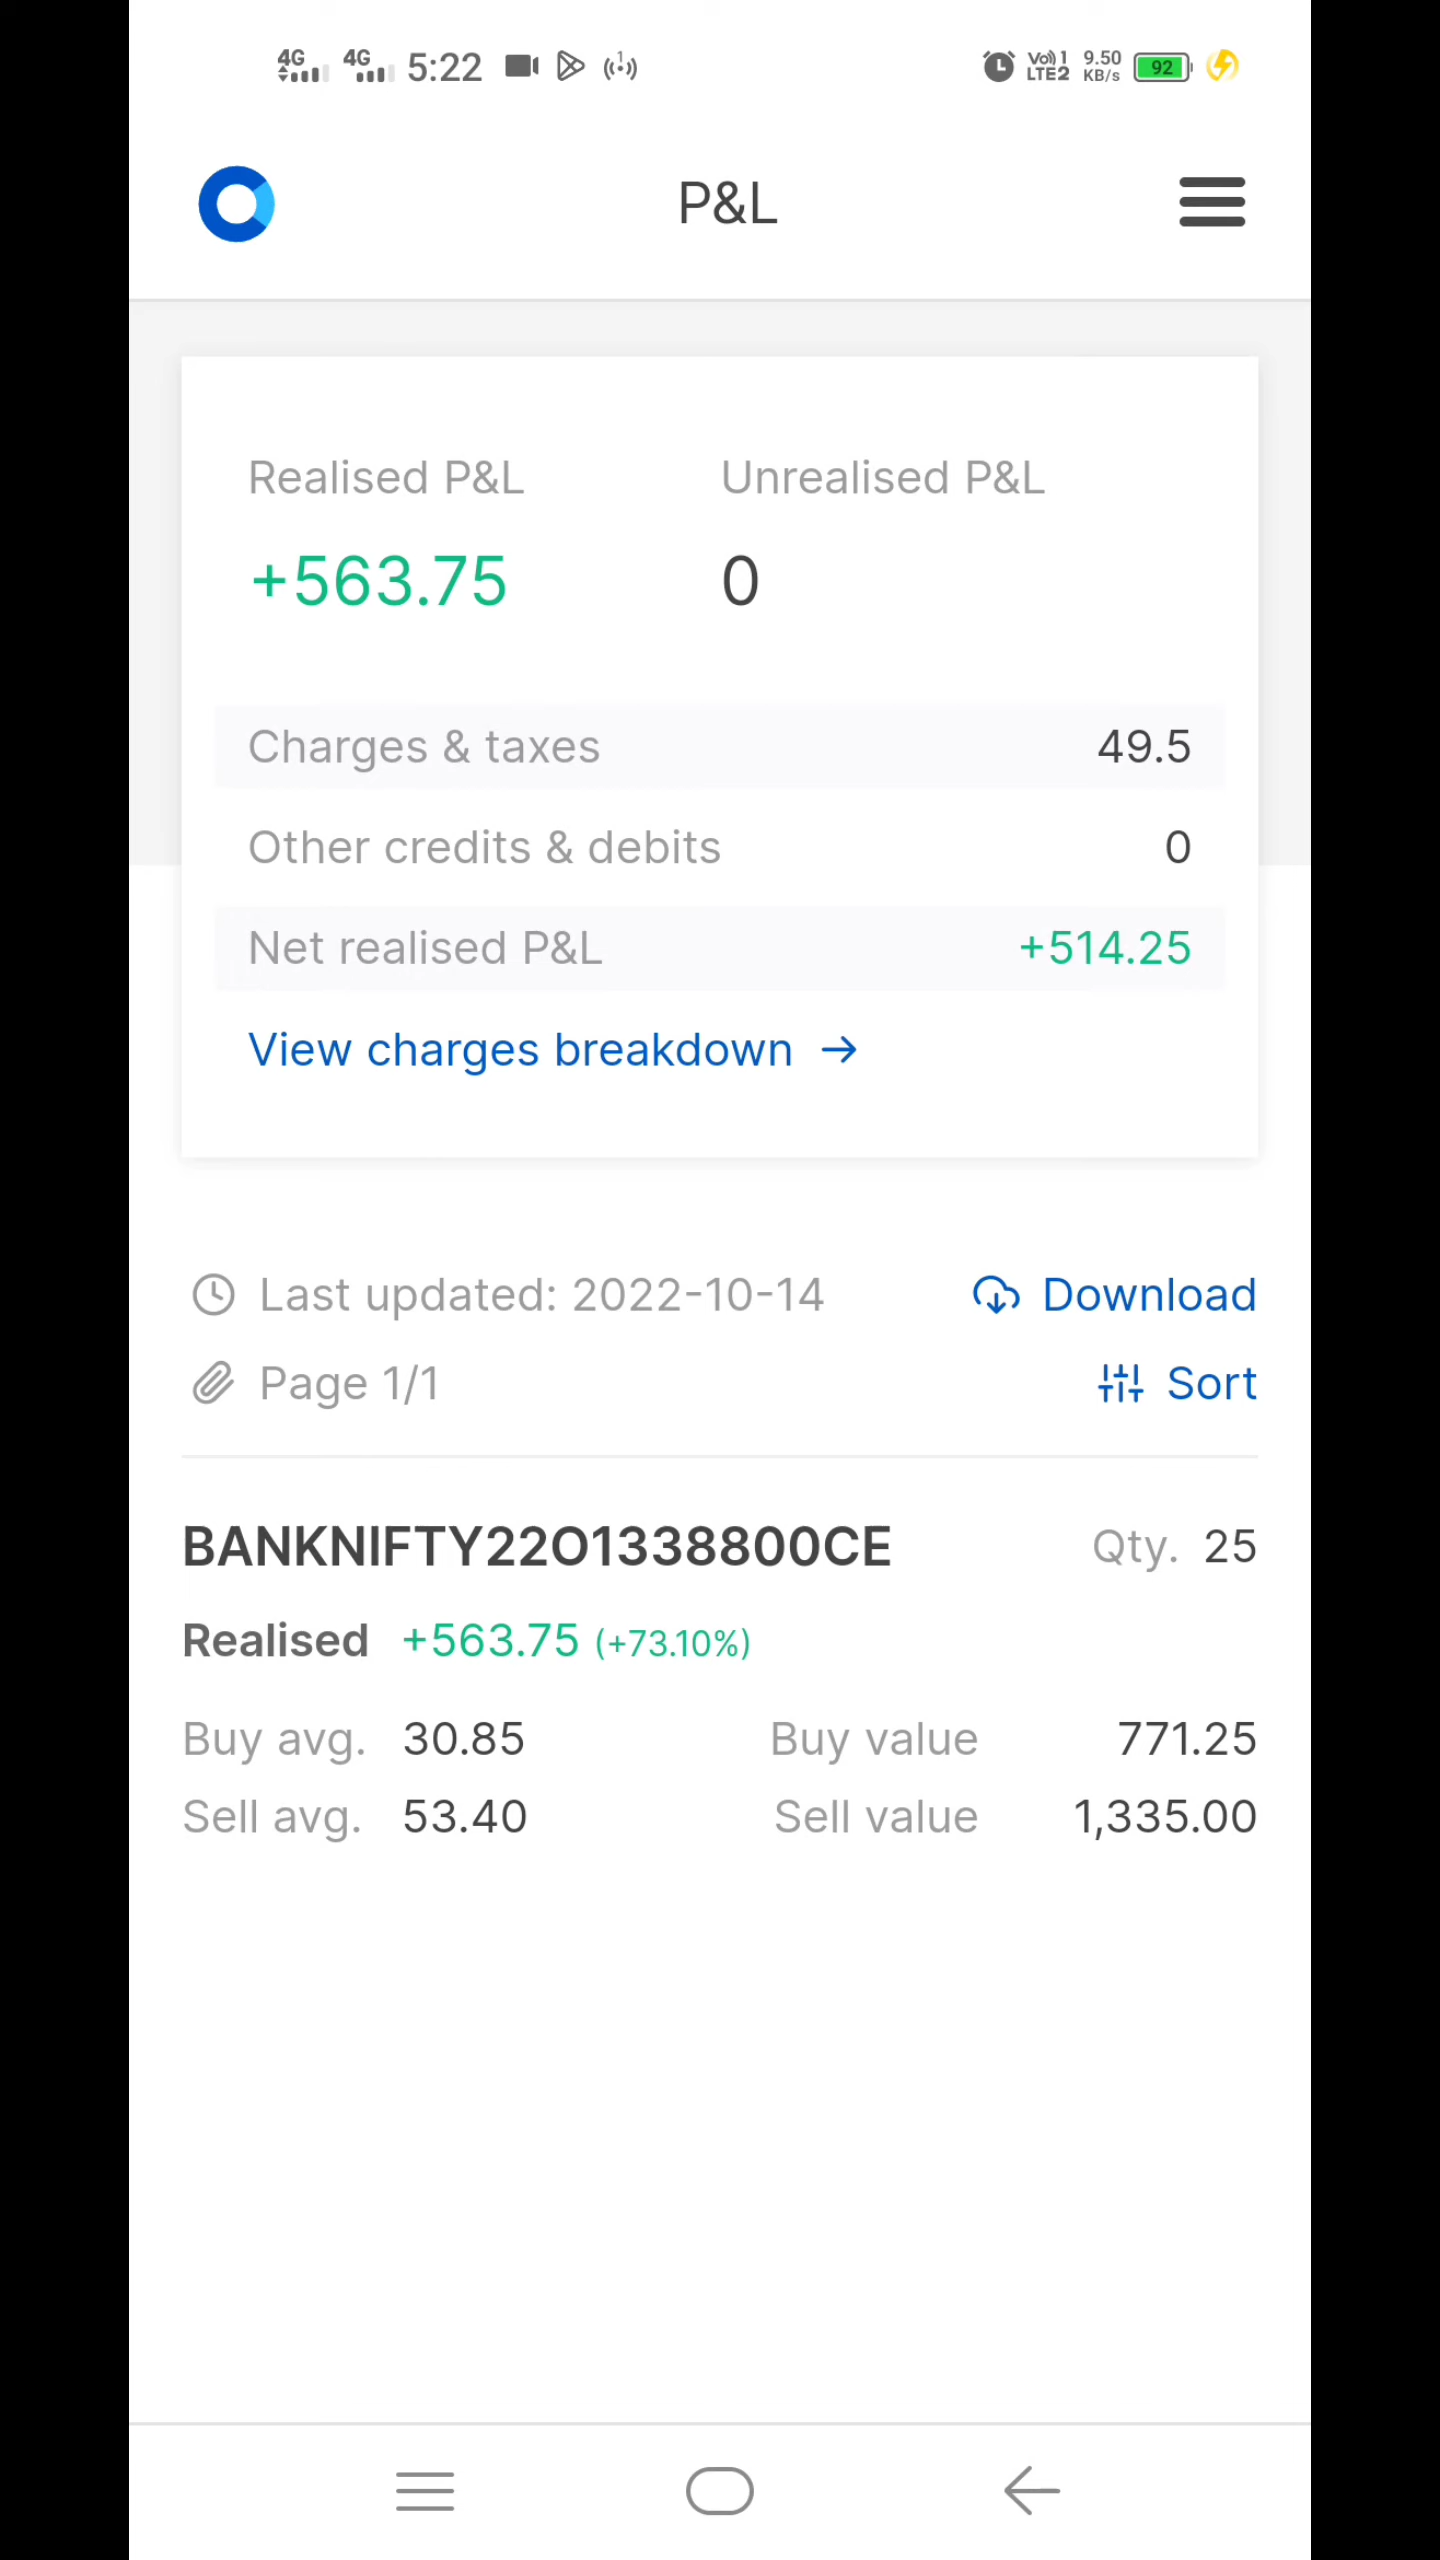 4G 4G 5:22 Vo)) 1 LTE2 9.50 KB/s 92
P&L
Realised P&L Unrealised P&L
+563.75 0
Charges & taxes 49.5
Other credits & debits 0
Net realised P&L +514.25
View charges breakdown →
Last updated: 2022-10-14 Download
Page 1/1 Sort
BANKNIFTY22O1338800CE Qty. 25
Realised +563.75 (+73.10%)
Buy avg. 30.85 Buy value 771.25
Sell avg. 53.40 Sell value 1,335.00